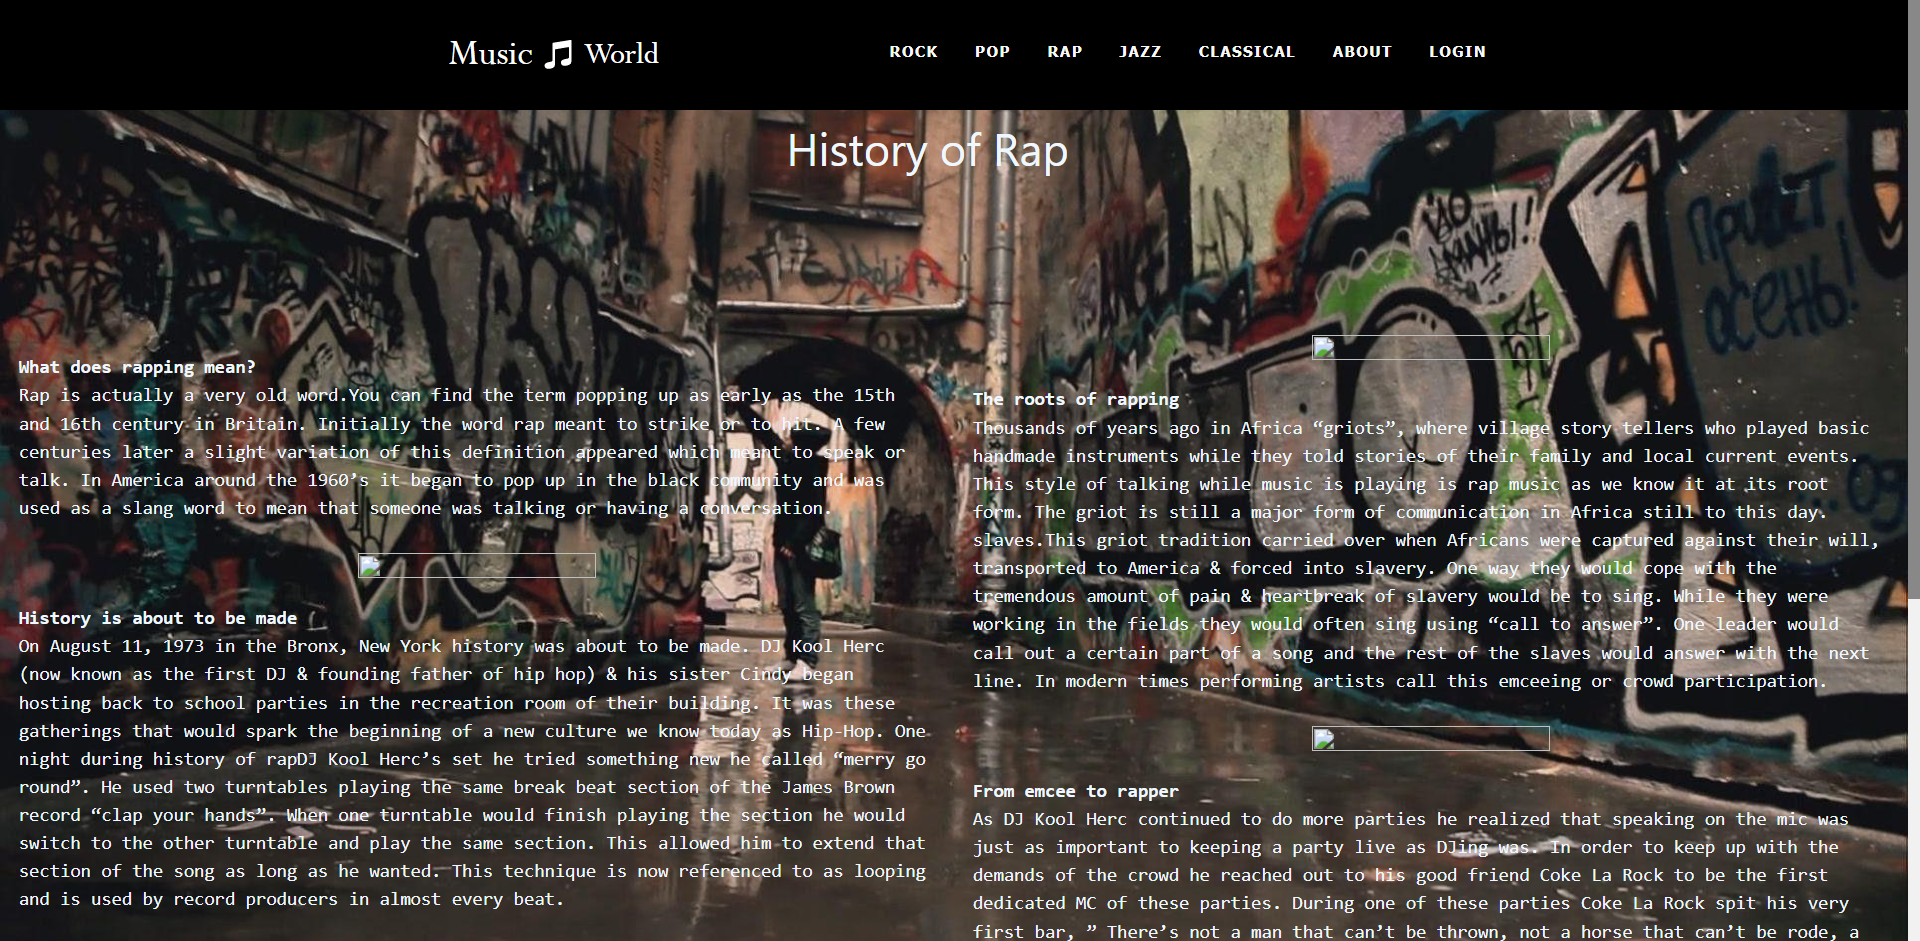 Music World
ROCK POP RAP JAZZ CLASSICAL ABOUT LOGIN
History of Rap
What does rapping mean?
Rap is actually a very old word.You can find the term popping up as early as the 15th
and 16th century in Britain. Initially the word rap meant to strike or to hit. A few
centuries later a slight variation of this definition appeared which meant to speak or
talk. In America around the 1960’s it began to pop up in the black community and was
used as a slang word to mean that someone was talking or having a conversation.
History is about to be made
On August 11, 1973 in the Bronx, New York history was about to be made. DJ Kool Herc
(now known as the first DJ & founding father of hip hop) & his sister Cindy began
hosting back to school parties in the recreation room of their building. It was these
gatherings that would spark the beginning of a new culture we know today as Hip-Hop. One
night during history of rapDJ Kool Herc’s set he tried something new he called “merry go
round”. He used two turntables playing the same break beat section of the James Brown
record “clap your hands”. When one turntable would finish playing the section he would
switch to the other turntable and play the same section. This allowed him to extend that
section of the song as long as he wanted. This technique is now referenced to as looping
and is used by record producers in almost every beat.
The roots of rapping
Thousands of years ago in Africa “griots”, where village story tellers who played basic
handmade instruments while they told stories of their family and local current events.
This style of talking while music is playing is rap music as we know it at its root
form. The griot is still a major form of communication in Africa still to this day.
slaves.This griot tradition carried over when Africans were captured against their will,
transported to America & forced into slavery. One way they would cope with the
tremendous amount of pain & heartbreak of slavery would be to sing. While they were
working in the fields they would often sing using “call to answer”. One leader would
call out a certain part of a song and the rest of the slaves would answer with the next
line. In modern times performing artists call this emceeing or crowd participation.
From emcee to rapper
As DJ Kool Herc continued to do more parties he realized that speaking on the mic was
just as important to keeping a party live as DJing was. In order to keep up with the
demands of the crowd he reached out to his good friend Coke La Rock to be the first
dedicated MC of these parties. During one of these parties Coke La Rock spit his very
first bar, ” There’s not a man that can’t be thrown, not a horse that can’t be rode, a
осень!